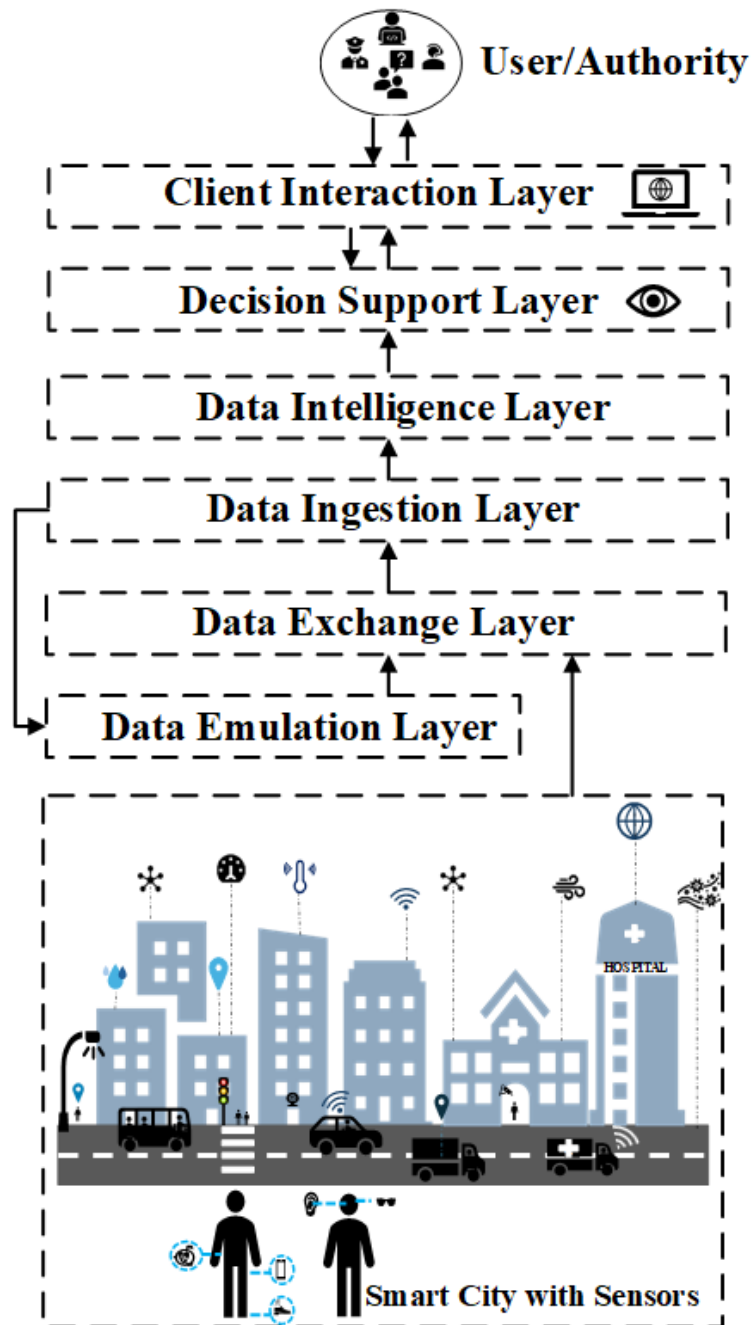 User/Authority
?
Client Interaction Layer
Decision Support Layer
Data Intelligence Layer
Data Ingestion Layer
Data Exchange Layer
Data Emulation Layer
HOSPITAL
Smart City with Sensors